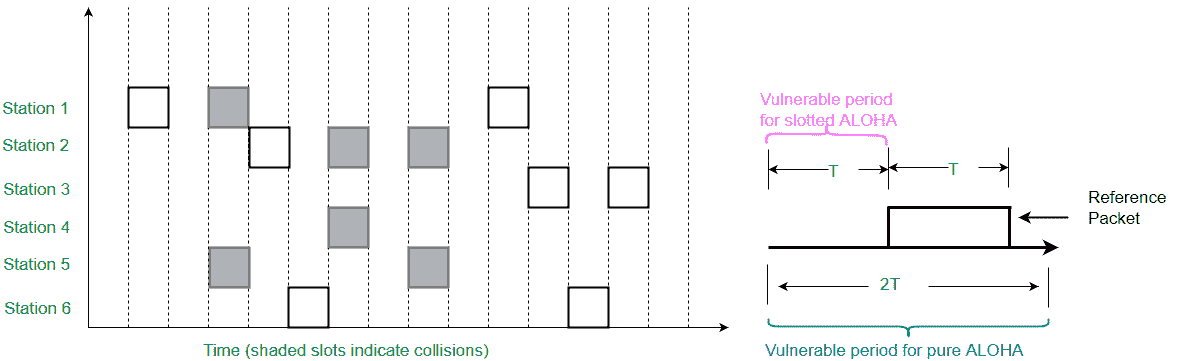 Station 1
Station 2
Station 3
Station 4
Station 5
Station 6
Time (shaded slots indicate collisions)
Vulnerable period
for slotted ALOHA
T
T
Reference
Packet
2T
Vulnerable period for pure ALOHA